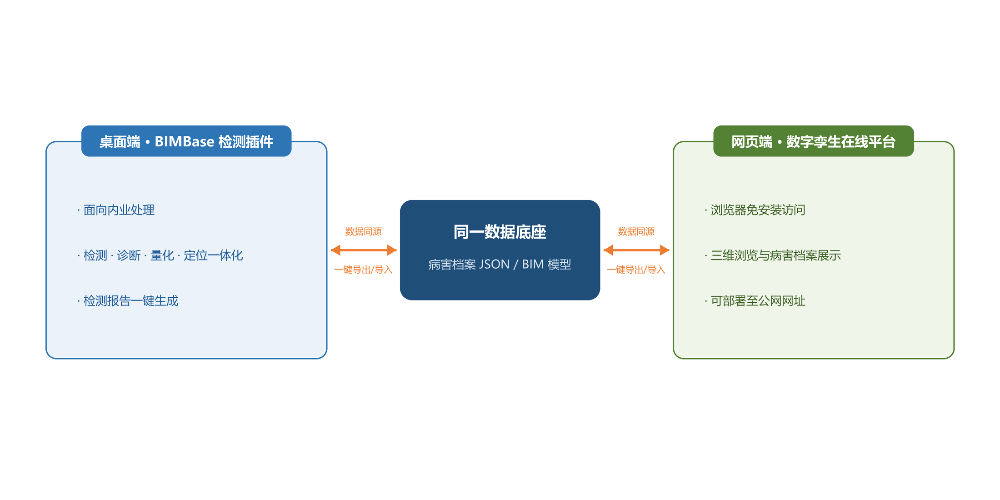 桌面端 · BIMBase 检测插件
· 面向内业处理
· 检测 · 诊断 · 量化 · 定位一体化
· 检测报告一键生成
数据同源
一键导出/导入
同一数据底座
病害档案 JSON / BIM 模型
数据同源
一键导出/导入
网页端 · 数字孪生在线平台
· 浏览器免安装访问
· 三维浏览与病害档案展示
· 可部署至公网网址